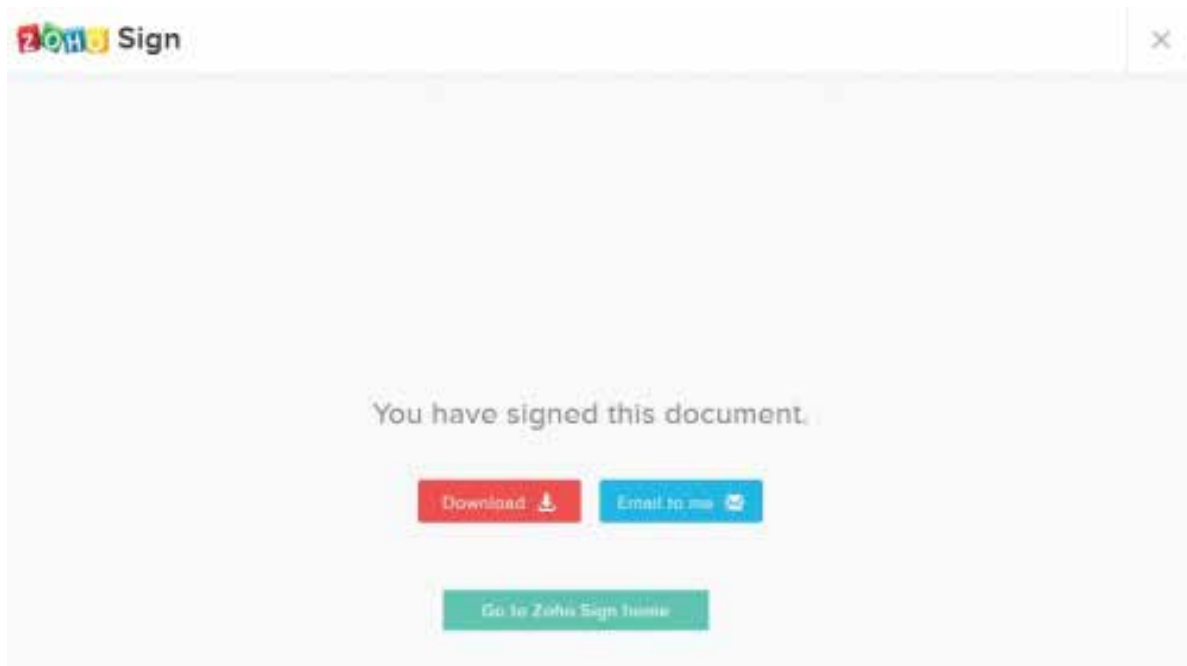 ZOHO Sign
You have signed this document.
Download
Email to me
Go to Zoho Sign home